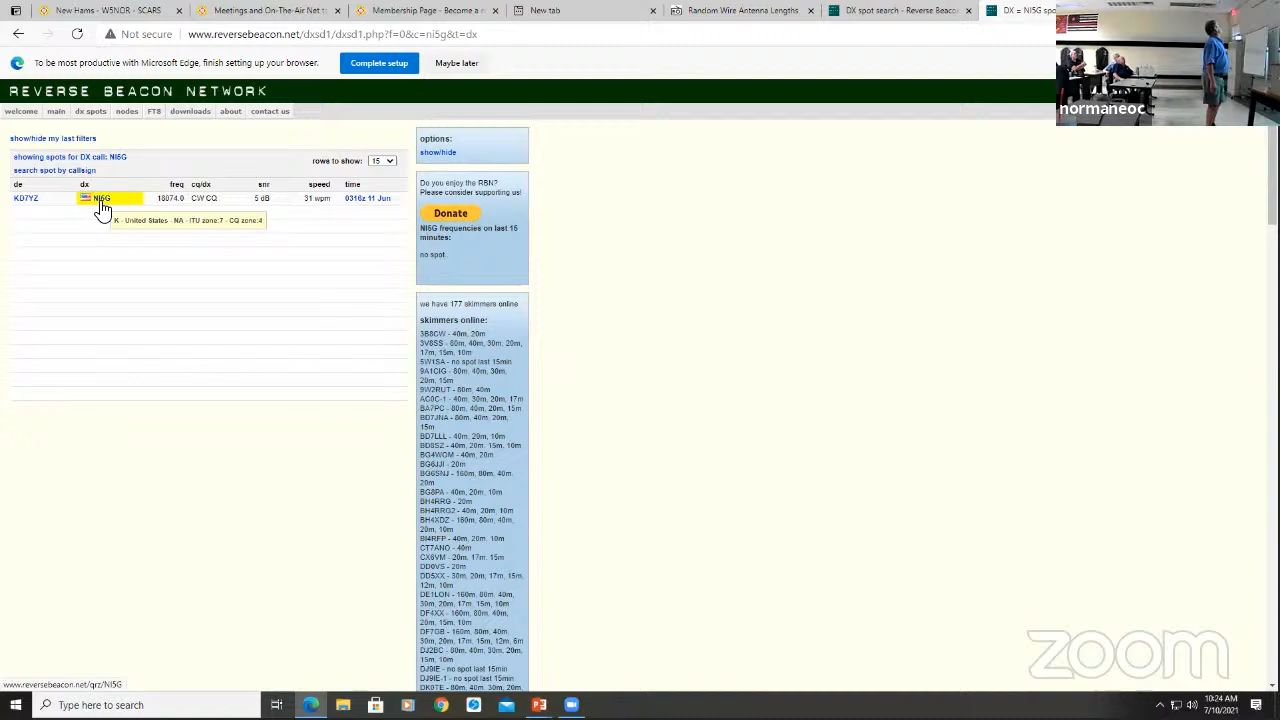 New Hams - W5NOR - SCARS
Meetings and On-The-Air Net to
Membership Page - Amateur Em
New tab
Random Wire Antenna Lengths
DX spot search - Reverse Beaco
DX = NI5G spo
Not secure
www.reversebeacon.net/dxsd1/dxsd1.php?f=0&c=ni5g&t=dx
To be most productive with Microsoft Edge, finish setting up your browser.
Complete setup
Maybe later
REVERSE BEACON NETWORK
welcome main dx spots nodes FT8 downloads about contact us
show/hide my last filters
showing spots for DX call: NI5G
search spot by callsign
rows to show: 15
de dx freq cq/dx snr speed time
KD7YZ NI5G 18074.0 CW CQ 5 dB 31 wpm 0316z 11 Jun
K - United States - NA - ITU zone:7 - CQ zone:4
options:
show/hide
Do you enjoy the RBN?
Please consider supporting us!
Donate
NI5G frequencies on last 15
minutes:
no spot.
we have 177 skimmers online
skimmers online:
3B8CW - 40m, 20m
3V8SS - 80m, 40m, 30m, 20m,
17m, 15m, 10m
5W1SA - no spot last 15min
9A1CIG - 80m, 40m, 30m,
20m, 15m
9W2RUT - 80m, 40m
AC0C-1 - 40m, 30m, 20m, 17m
BA7PC - 80m, 40m, 20m, 15m
BD7JNA - 80m, 40m, 20m,
15m
BD7LLL - 40m, 20m, 10m
BD8SZ - 40m, 20m, 15m, 10m
BG4WOM - 40m, 20m
BG6JJI - 20m
BG6SNJ - 160m, 80m, 40m,
20m
BG8PA - 40m, 20m, 10m
BH4RRG - 20m
BH4RRG2 - 40m, 20m, 10m
BH4XDZ - 160m, 80m, 40m,
20m, 10m
BI4RFP - 40m, 20m, 10m
CT7ANO - 40m
CX6VM - 20m, 17m, 15m
DD0VS - 20m
DD5XX - 30m, 20m, 17m, 15m,
12m, 10m
DE1LON - 160m, 80m, 40m,
30m, 20m, 17m, 15m, 10m
DF4XX - 160m, 80m, 40m,
20m, 15m, 10m
DF7GB - 160m, 80m, 40m,
30m, 20m, 17m, 15m, 12m, 6m
DJ2BC - 80m, 40m, 30m, 20m,
15m, 10m
DJ9IE - no spot last 15min
DJ9IE-1 - no spot last 15min
DK0TE - 80m, 40m, 30m, 20m,
www.reversebeacon.net/qrz/NI5G
Type here to search
10:24 AM
7/10/2021
normaneoc
zoom